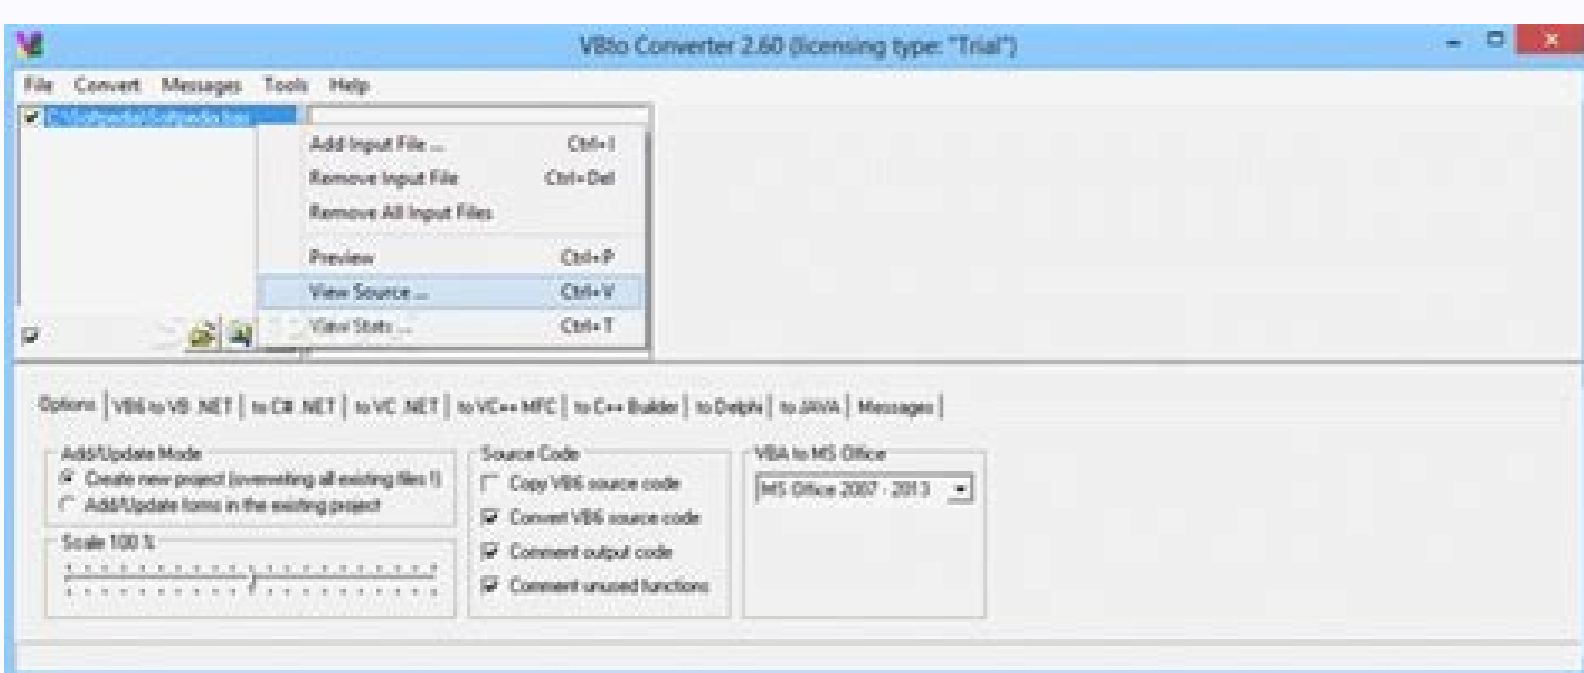 VBto Converter 2.60 (licensing type: "Trial")
File Convert Messages Tools Help
C:\Softpedia\Softpedia.bas
Add Input File ... Ctrl+I
Remove Input File Ctrl+Del
Remove All Input Files
Preview Ctrl+P
View Source ... Ctrl+V
View Stats ... Ctrl+T
Options VB6 to VB .NET to C# .NET to VC .NET to VC++ MFC to C++ Builder to Delphi to JAVA Messages
Add/Update Mode
Create new project (overwriting all existing files !)
Add/Update forms in the existing project
Scale 100 %
Source Code
Copy VB6 source code
Convert VB6 source code
Comment output code
Comment unused functions
VBA to MS Office
MS Office 2007 - 2013